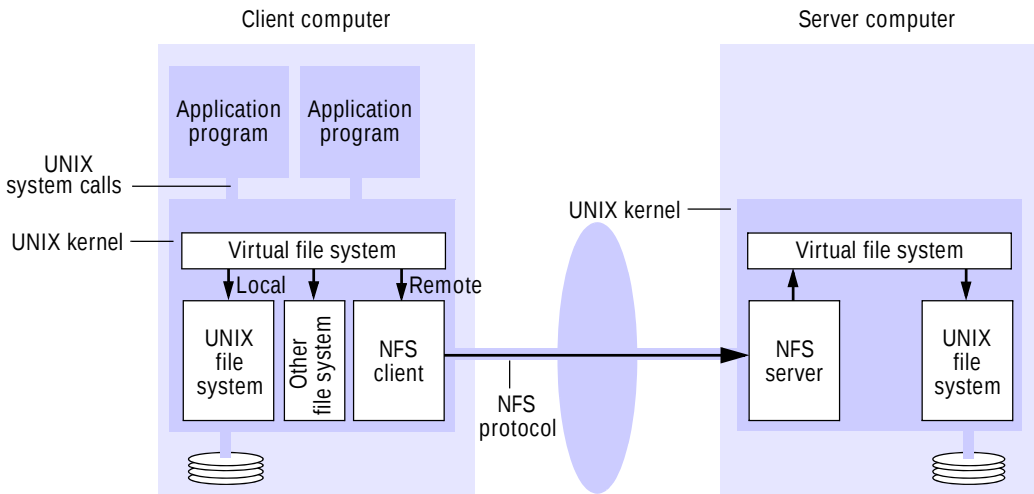 Client computer
Server computer
Application
program
Application
program
UNIX
system calls
UNIX kernel
Virtual file system
Local
Remote
UNIX
file
system
Other
file system
NFS
client
NFS
protocol
UNIX kernel
Virtual file system
NFS
server
UNIX
file
system